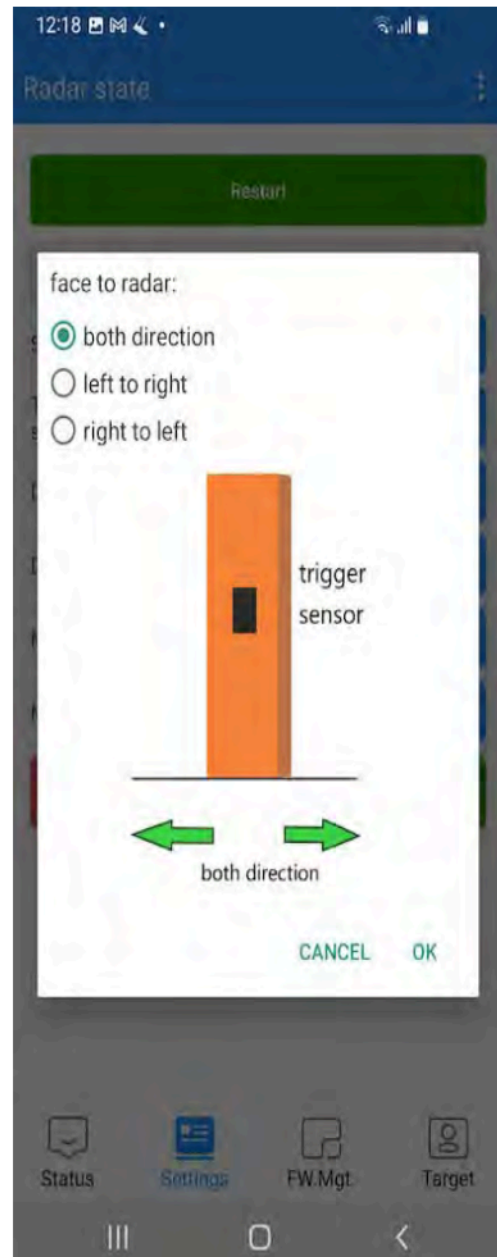 12:18
Radar state
Restart
face to radar:
both direction
left to right
right to left
trigger
sensor
both direction
CANCEL OK
Status Settings FW.Mgt. Target